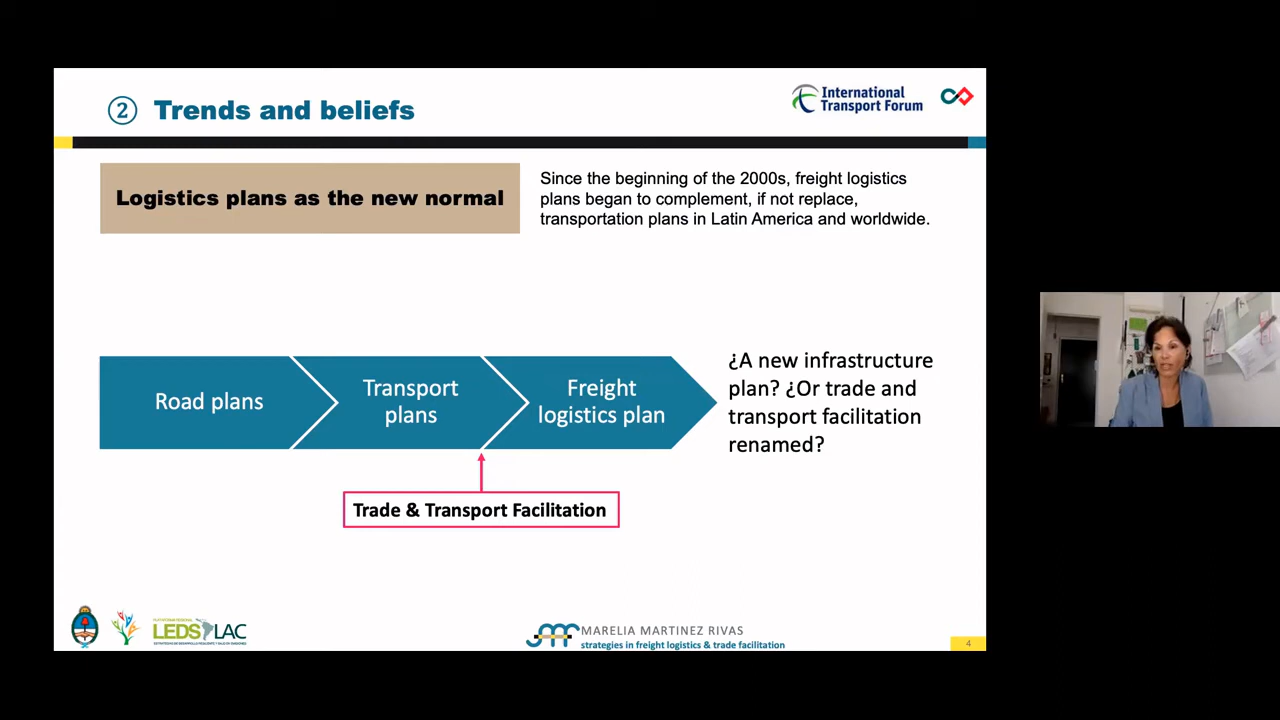 ② Trends and beliefs
International
Transport Forum
Logistics plans as the new normal
Since the beginning of the 2000s, freight logistics
plans began to complement, if not replace,
transportation plans in Latin America and worldwide.
Road plans
Transport
plans
Freight
logistics plan
¿A new infrastructure
plan? ¿Or trade and
transport facilitation
renamed?
Trade & Transport Facilitation
LEDS LAC
MARELIA MARTINEZ RIVAS
strategies in freight logistics & trade facilitation
4